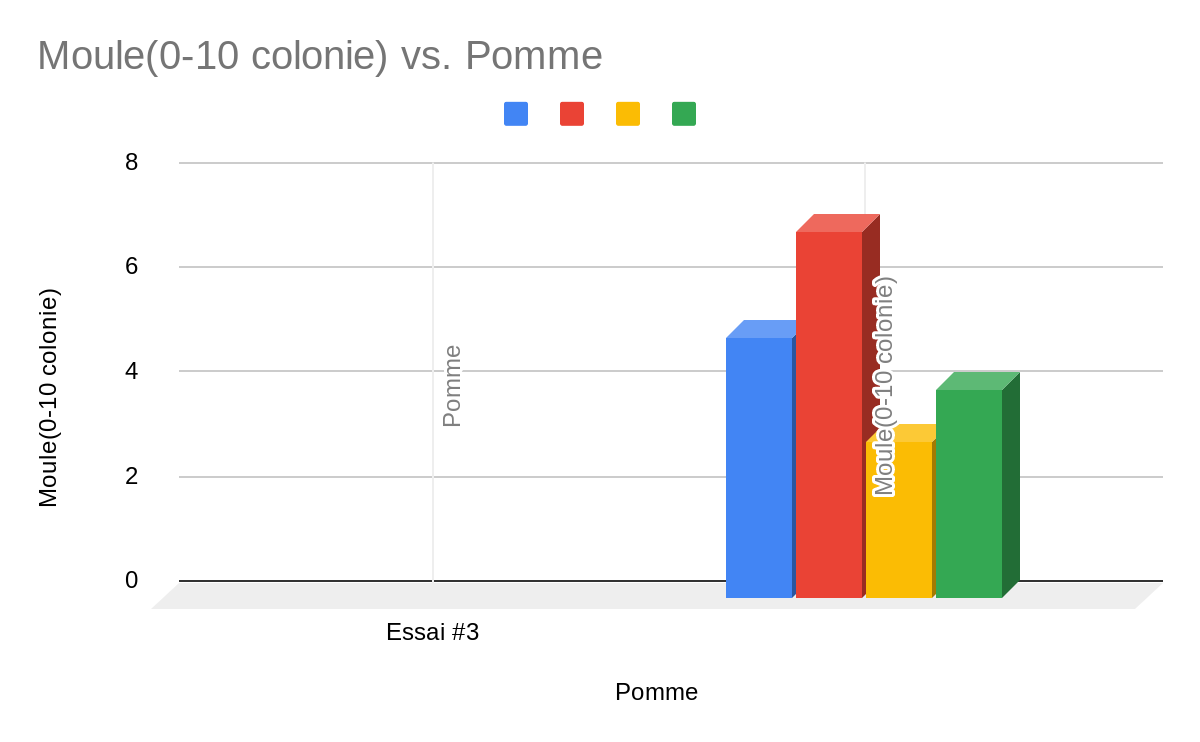 Moule(0-10 colonie) vs. Pomme
8
6
4
2
0
Moule(0-10 colonie)
Pomme
Moule(0-10 colonie)
Essai #3
Pomme